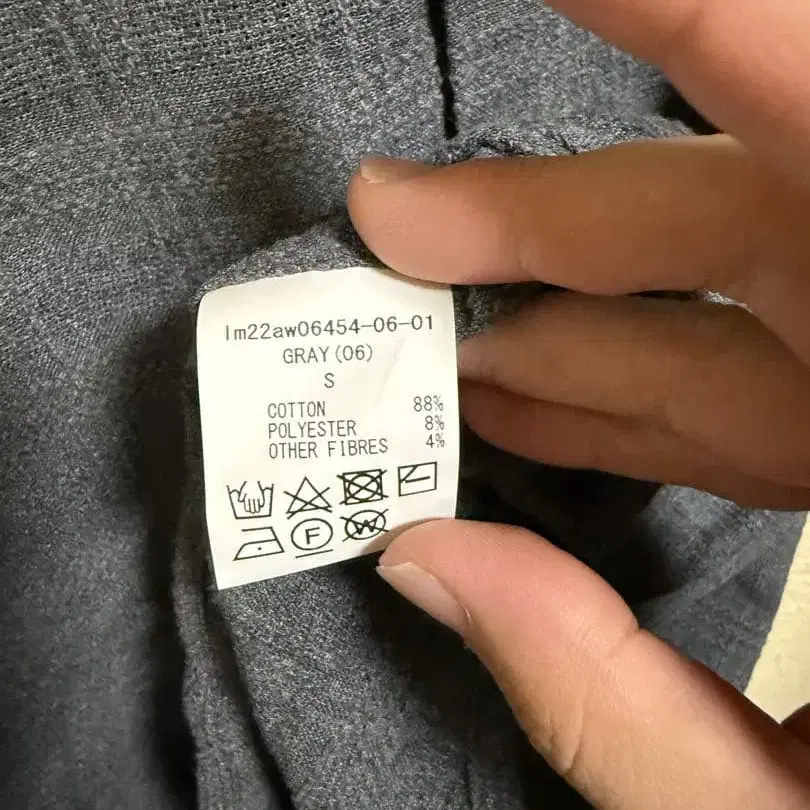 lm22aw06454-06-01
GRAY(06)
S
COTTON 88%
POLYESTER 8%
OTHER FIBRES 4%
F W